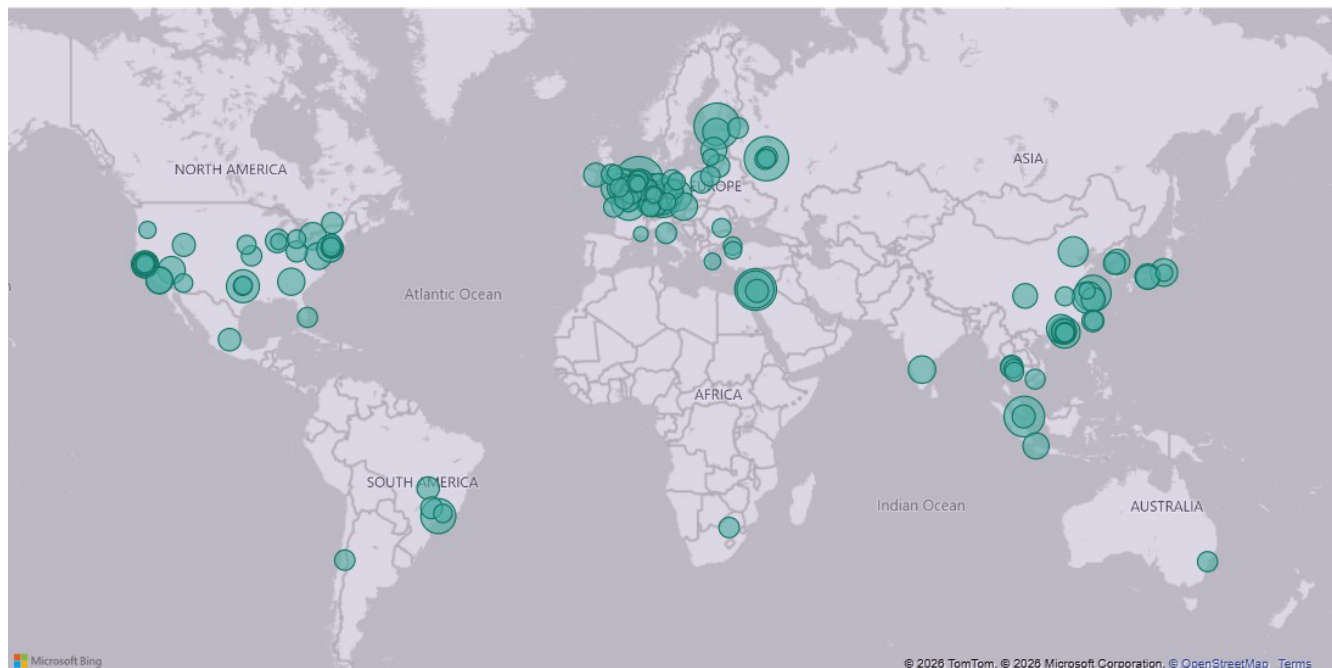 NORTH AMERICA
ASIA
EUROPE
Atlantic Ocean
AFRICA
SOUTH AMERICA
Indian Ocean
AUSTRALIA
Microsoft Bing
© 2026 TomTom, © 2026 Microsoft Corporation, © OpenStreetMap Terms